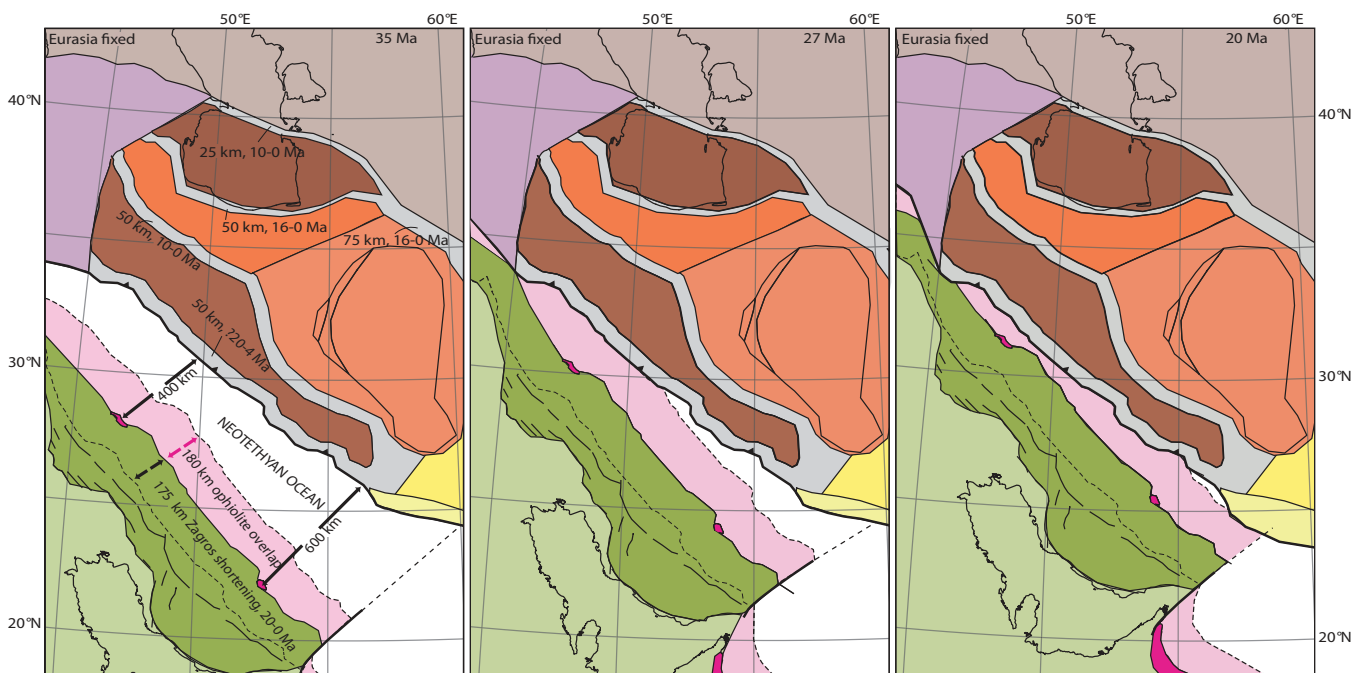 50°E 60°E 50°E 60°E 50°E 60°E
Eurasia fixed 35 Ma Eurasia fixed 27 Ma Eurasia fixed 20 Ma
40°N 40°N
25 km, 10-0 Ma
50 km, 16-0 Ma
75 km, 16-0 Ma
50 km, 10-0 Ma
50 km, ?20-4 Ma
30°N 30°N
400 km
NEOTETHYAN OCEAN
180 km ophiolite overlap
175 km Zagros shortening, 20-0 Ma
600 km
20°N 20°N